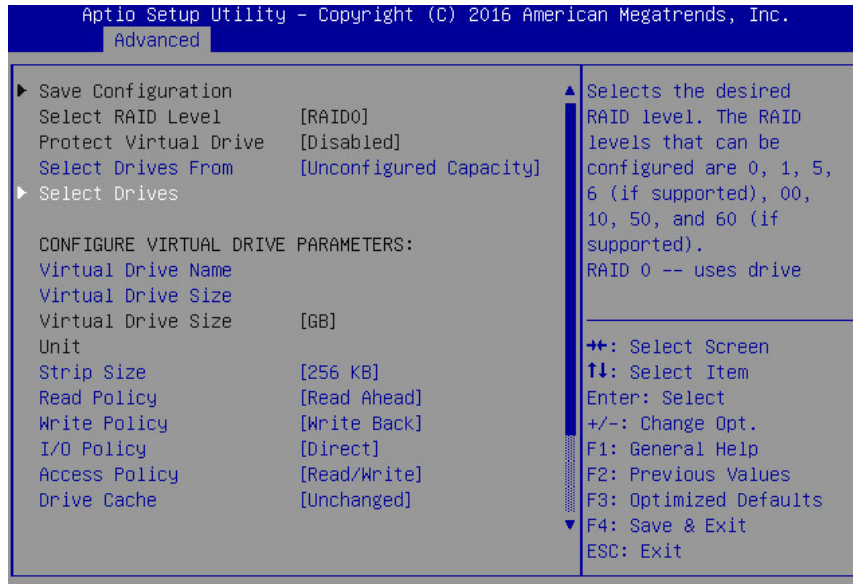 Aptio Setup Utility – Copyright (C) 2016 American Megatrends, Inc.
Advanced
Save Configuration
Select RAID Level [RAID0]
Protect Virtual Drive [Disabled]
Select Drives From [Unconfigured Capacity]
Select Drives
CONFIGURE VIRTUAL DRIVE PARAMETERS:
Virtual Drive Name
Virtual Drive Size
Virtual Drive Size [GB]
Unit
Strip Size [256 KB]
Read Policy [Read Ahead]
Write Policy [Write Back]
I/O Policy [Direct]
Access Policy [Read/Write]
Drive Cache [Unchanged]
Selects the desired
RAID level. The RAID
levels that can be
configured are 0, 1, 5,
6 (if supported), 00,
10, 50, and 60 (if
supported).
RAID 0 -- uses drive
→←: Select Screen
↑↓: Select Item
Enter: Select
+/-: Change Opt.
F1: General Help
F2: Previous Values
F3: Optimized Defaults
F4: Save & Exit
ESC: Exit